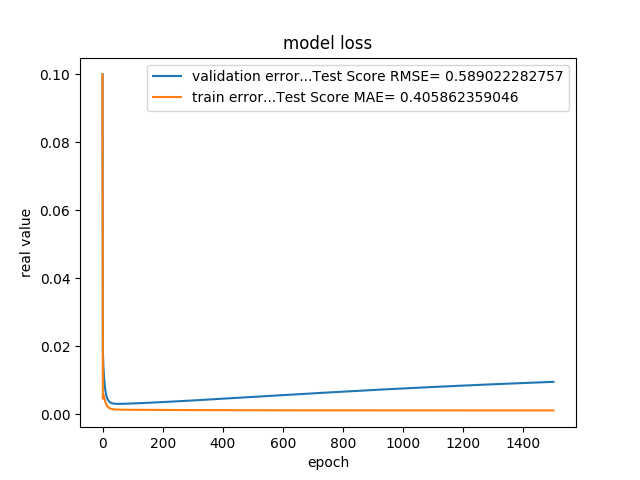 model loss
validation error...Test Score RMSE= 0.589022282757
train error...Test Score MAE= 0.405862359046
0.10
0.08
0.06
0.04
0.02
0.00
real value
0 200 400 600 800 1000 1200 1400
epoch